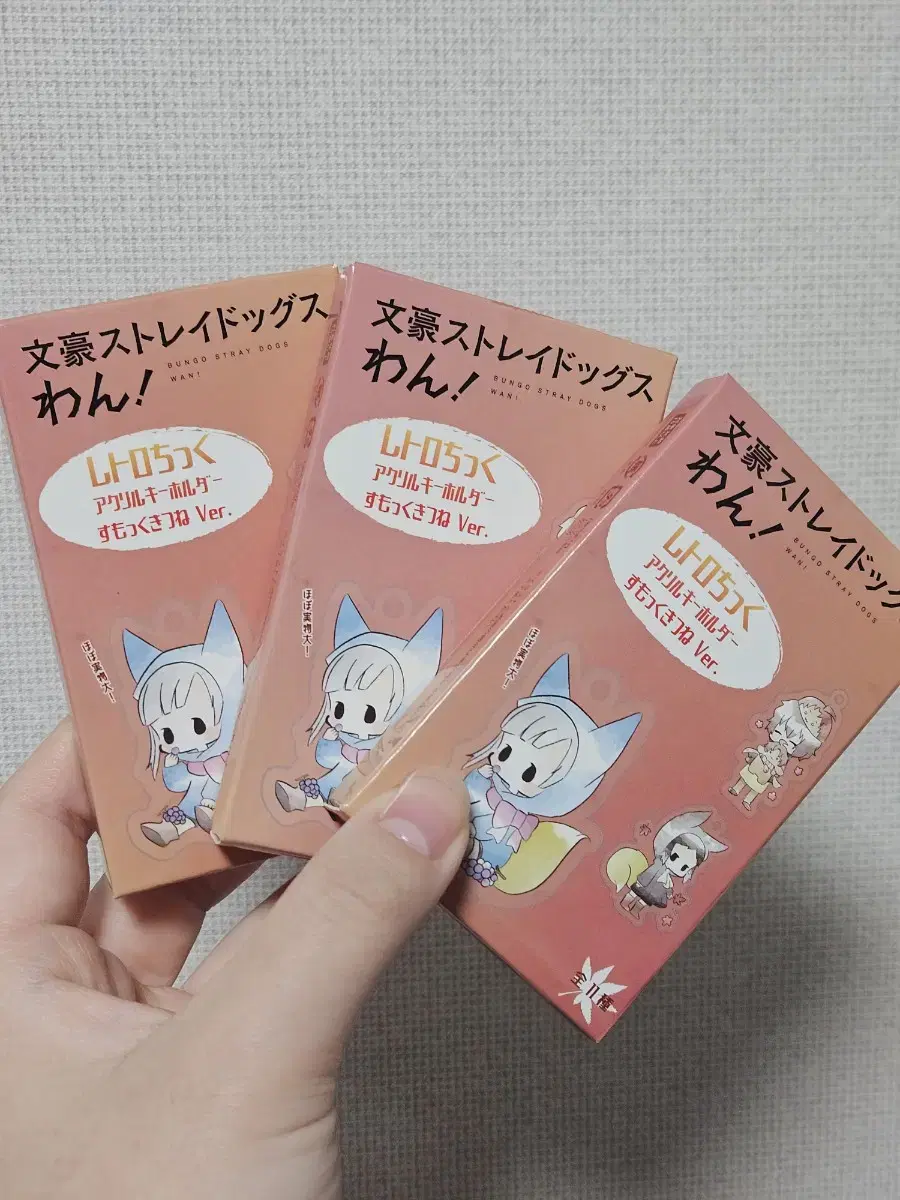 文豪ストレイドッグス
わん!
BUNGO STRAY DOGS
WAN!
レトロちっく
アクリルキーホルダー
すもっくきつね Ver.
ほぼ実物大!
文豪ストレイドッグス
わん!
BUNGO STRAY DOGS
WAN!
レトロちっく
アクリルキーホルダー
すもっくきつね Ver.
ほぼ実物大!
文豪ストレイドッグ
わん!
BUNGO STRAY DOGS
WAN!
レトロちっく
アクリルキーホルダー
すもっくきつね Ver.
ほぼ実物大!
全11種